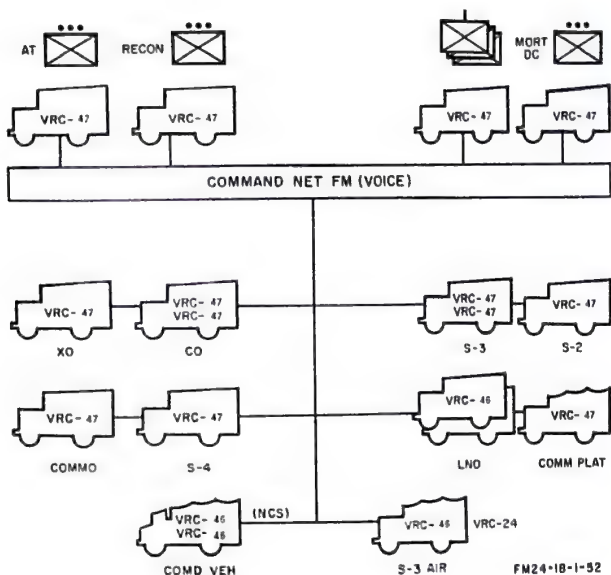 AT
RECON
MORT
DC
VRC-47
VRC-47
VRC-47
VRC-47
COMMAND NET FM (VOICE)
VRC-47
VRC-47
VRC-47
VRC-47
VRC-47
VRC-47
XO
CO
S-3
S-2
VRC-47
VRC-47
VRC-46
VRC-47
COMMO
S-4
LNO
COMM PLAT
VRC-46
VRC-46
(NCS)
VRC-46
VRC-24
COMD VEH
S-3 AIR
FM24-18-1-52